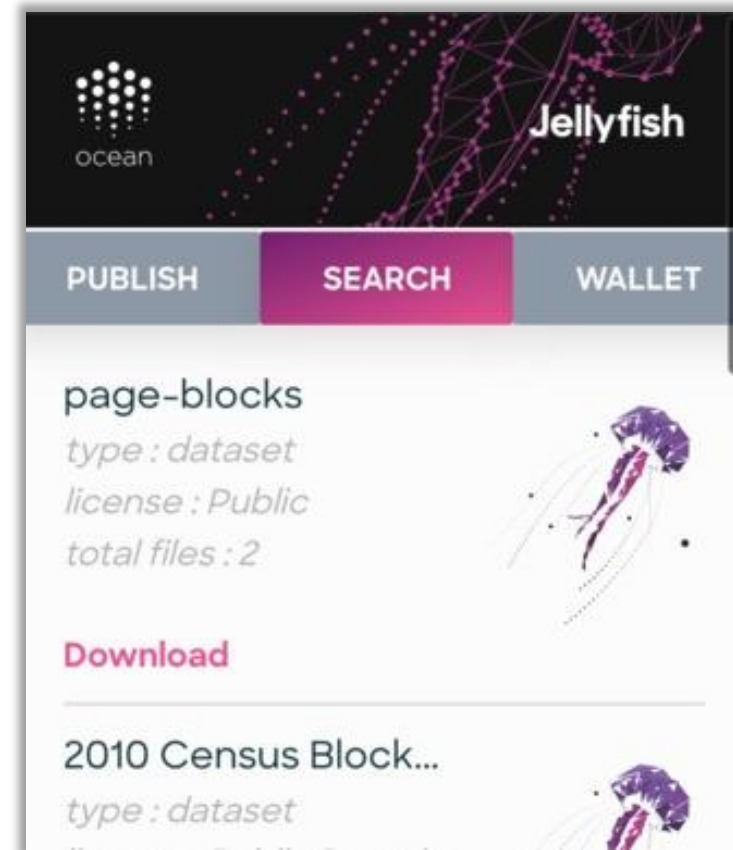 ocean
Jellyfish
PUBLISH SEARCH WALLET
page-blocks
type : dataset
license : Public
total files : 2
Download
2010 Census Block...
type : dataset